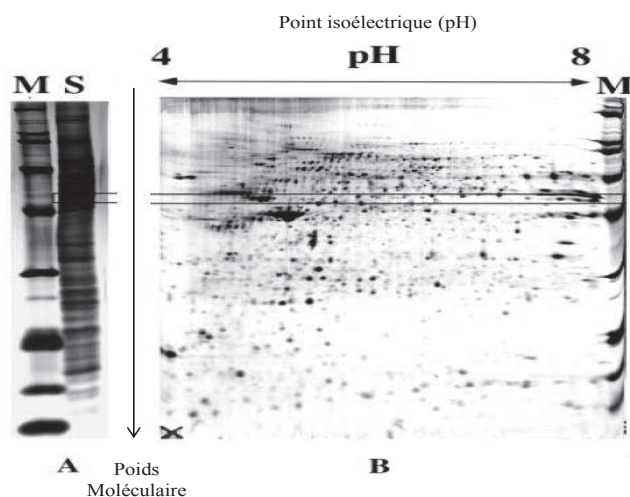 Point isoélectrique (pH)
4 pH 8
M S M
A B
Poids
Moléculaire